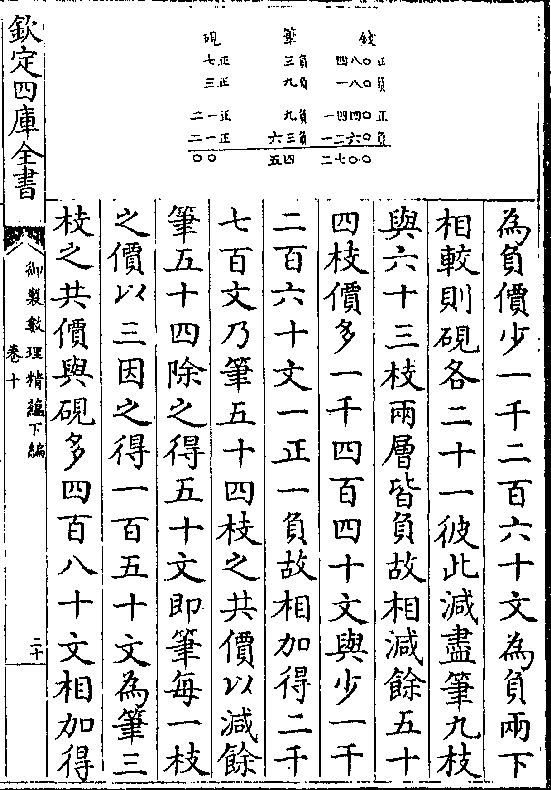 硯 筆 錢
七正 三負 四八〇正
三正 九負 一八〇負
二一正 九負 一四四〇正
二一正 六三負 一二六〇負
〇〇 五四 二七〇〇
為負價少一千二百六十文為負兩下
相較則硯各二十一彼此減盡筆九枝
與六十三枝兩層皆負故相減餘五十
四枝價多一千四百四十文與少一千
二百六十文一正一負故相加得二千
七百文乃筆五十四枝之共價以減餘
筆五十四除之得五十文即筆每一枝
之價以三因之得一百五十文為筆三
枝之共價與硯多四百八十文相加得
欽定四庫全書
御製數理精蘊下編
卷十
二十